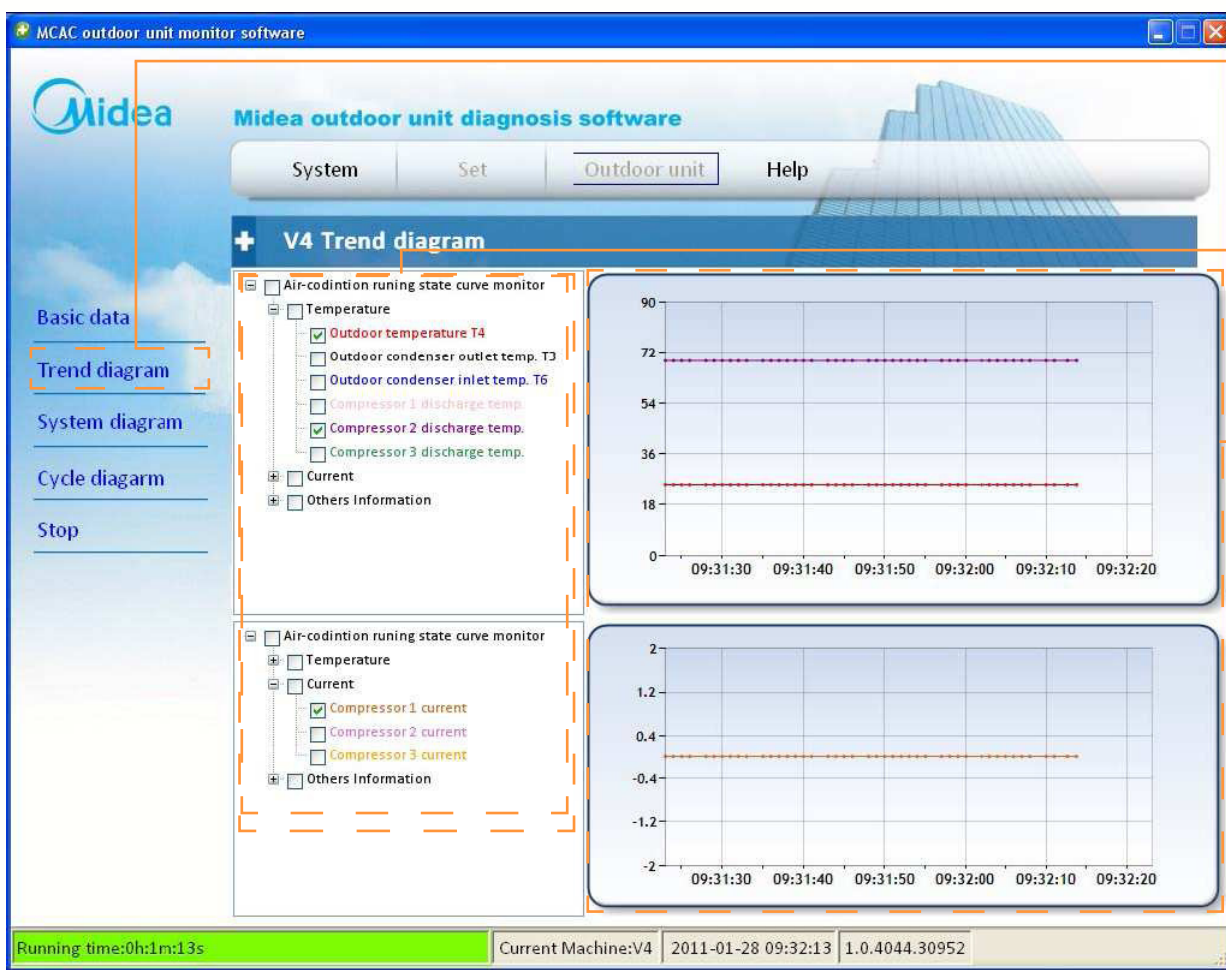 MCAC outdoor unit monitor software
Midea
Midea outdoor unit diagnosis software
System
Set
Outdoor unit
Help
V4 Trend diagram
Basic data
Trend diagram
System diagram
Cycle diagarm
Stop
Air-codintion runing state curve monitor
Temperature
Outdoor temperature T4
Outdoor condenser outlet temp. T3
Outdoor condenser inlet temp. T6
Compressor 1 discharge temp.
Compressor 2 discharge temp.
Compressor 3 discharge temp.
Current
Others Information
90
72
54
36
18
0
09:31:30 09:31:40 09:31:50 09:32:00 09:32:10 09:32:20
Air-codintion runing state curve monitor
Temperature
Current
Compressor 1 current
Compressor 2 current
Compressor 3 current
Others Information
2
1.2
0.4
-0.4
-1.2
-2
09:31:30 09:31:40 09:31:50 09:32:00 09:32:10 09:32:20
Running time:0h:1m:13s
Current Machine:V4
2011-01-28 09:32:13
1.0.4044.30952